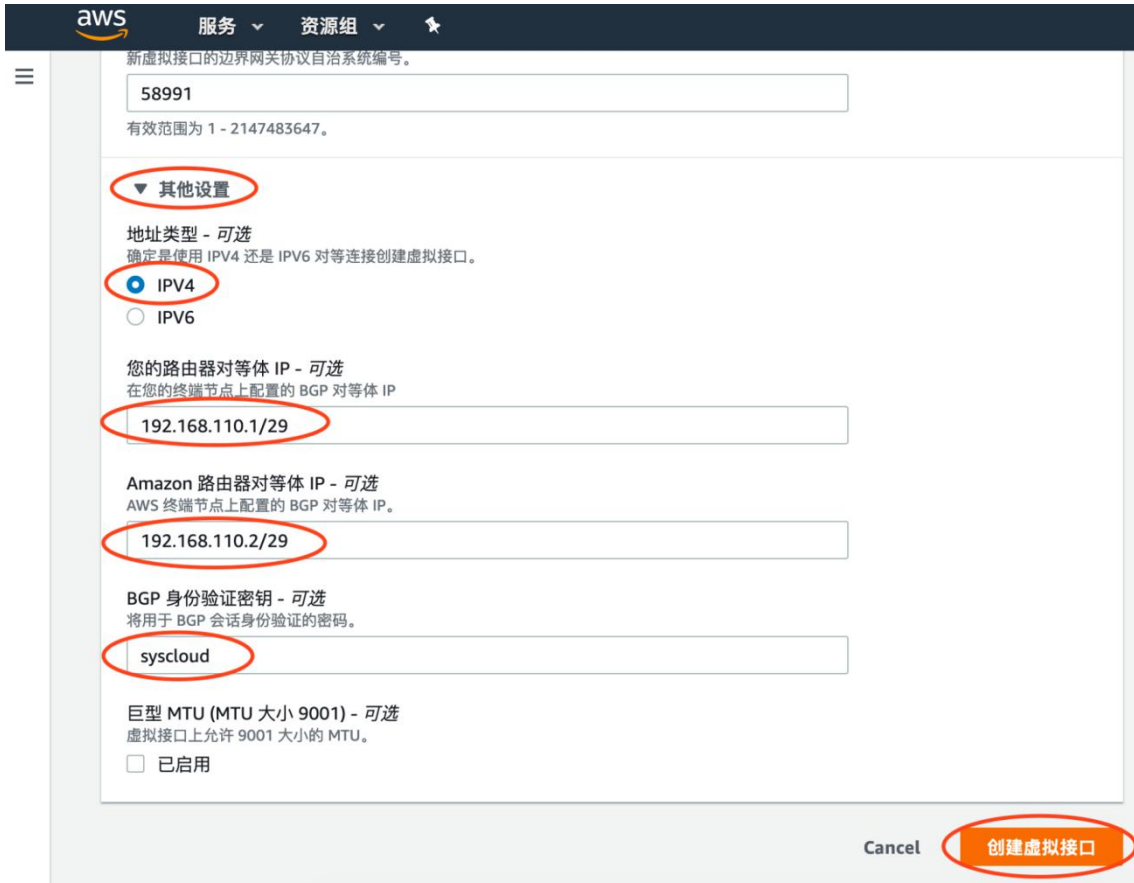 aws
服务 资源组
新虚拟接口的边界网关协议自治系统编号。
58991
有效范围为 1 - 2147483647。
其他设置
地址类型 - 可选
确定是使用 IPV4 还是 IPV6 对等连接创建虚拟接口。
IPV4
IPV6
您的路由器对等体 IP - 可选
在您的终端节点上配置的 BGP 对等体 IP
192.168.110.1/29
Amazon 路由器对等体 IP - 可选
AWS 终端节点上配置的 BGP 对等体 IP。
192.168.110.2/29
BGP 身份验证密钥 - 可选
将用于 BGP 会话身份验证的密码。
syscloud
巨型 MTU (MTU 大小 9001) - 可选
虚拟接口上允许 9001 大小的 MTU。
已启用
Cancel 创建虚拟接口